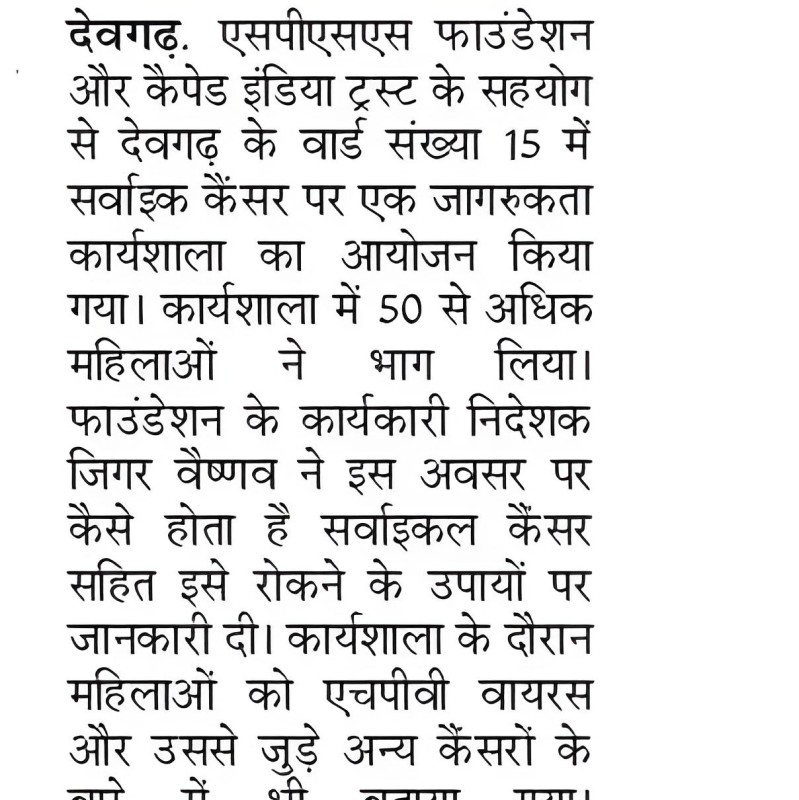 देवगढ़. एसपीएसएस फाउंडेशन
और कैपेड इंडिया ट्रस्ट के सहयोग
से देवगढ़ के वार्ड संख्या 15 में
सर्वाइक कैंसर पर एक जागरुकता
कार्यशाला का आयोजन किया
गया। कार्यशाला में 50 से अधिक
महिलाओं ने भाग लिया।
फाउंडेशन के कार्यकारी निदेशक
जिगर वैष्णव ने इस अवसर पर
कैसे होता है सर्वाइकल कैंसर
सहित इसे रोकने के उपायों पर
जानकारी दी। कार्यशाला के दौरान
महिलाओं को एचपीवी वायरस
और उससे जुड़े अन्य कैंसरों के
में भी बताया गया।